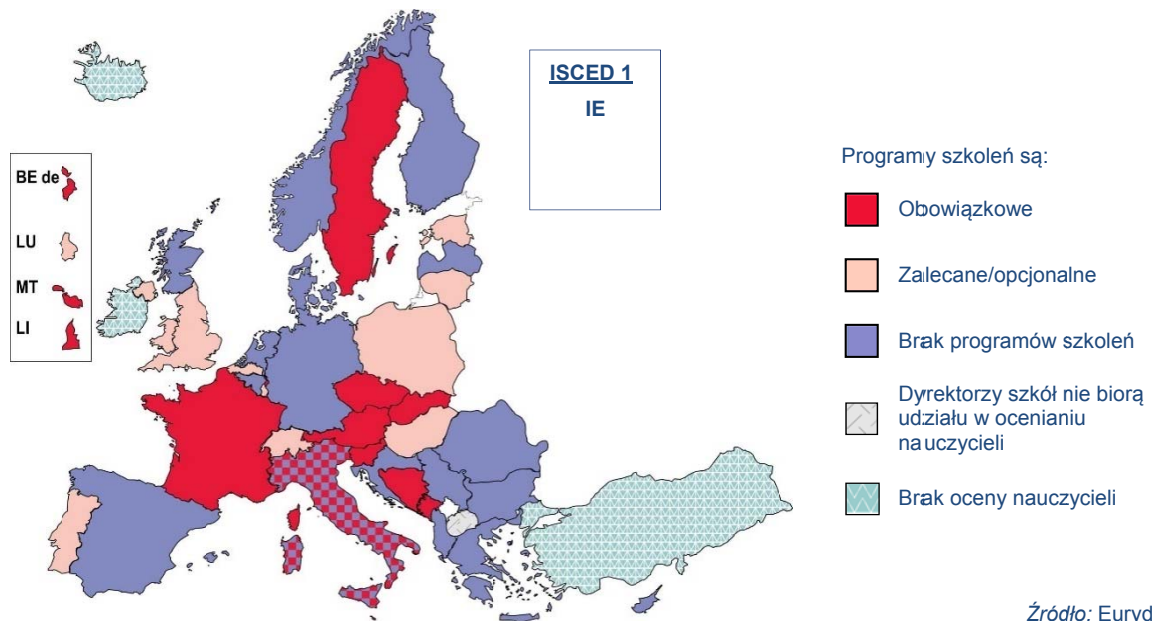 ISCED 1
IE
BE de
LU
MT
LI
Programy szkoleń są:
Obowiązkowe
Zalecane/opcjonalne
Brak programów szkoleń
Dyrektorzy szkół nie biorą
udziału w ocenianiu
nauczycieli
Brak oceny nauczycieli
Źródło: Euryd